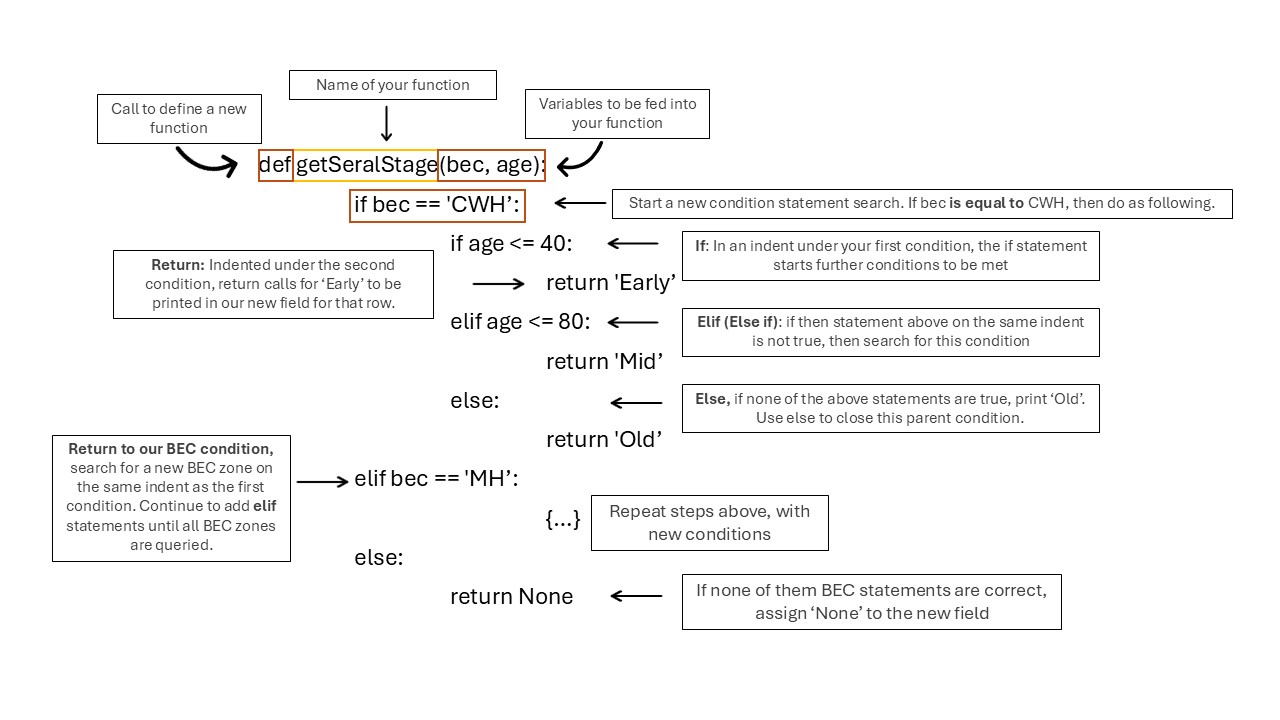 Name of your function
Call to define a new
function
Variables to be fed into
your function
def getSeralStage(bec, age):
if bec == 'CWH’:
Start a new condition statement search. If bec is equal to CWH, then do as following.
if age <= 40:
If: In an indent under your first condition, the if statement
starts further conditions to be met
Return: Indented under the second
condition, return calls for ‘Early’ to be
printed in our new field for that row.
return 'Early’
elif age <= 80:
Elif (Else if): if then statement above on the same indent
is not true, then search for this condition
return 'Mid’
else:
Else, if none of the above statements are true, print ‘Old’.
Use else to close this parent condition.
return 'Old’
Return to our BEC condition,
search for a new BEC zone on
the same indent as the first
condition. Continue to add elif
statements until all BEC zones
are queried.
elif bec == 'MH’:
{...}
Repeat steps above, with
new conditions
else:
return None
If none of them BEC statements are correct,
assign ‘None’ to the new field